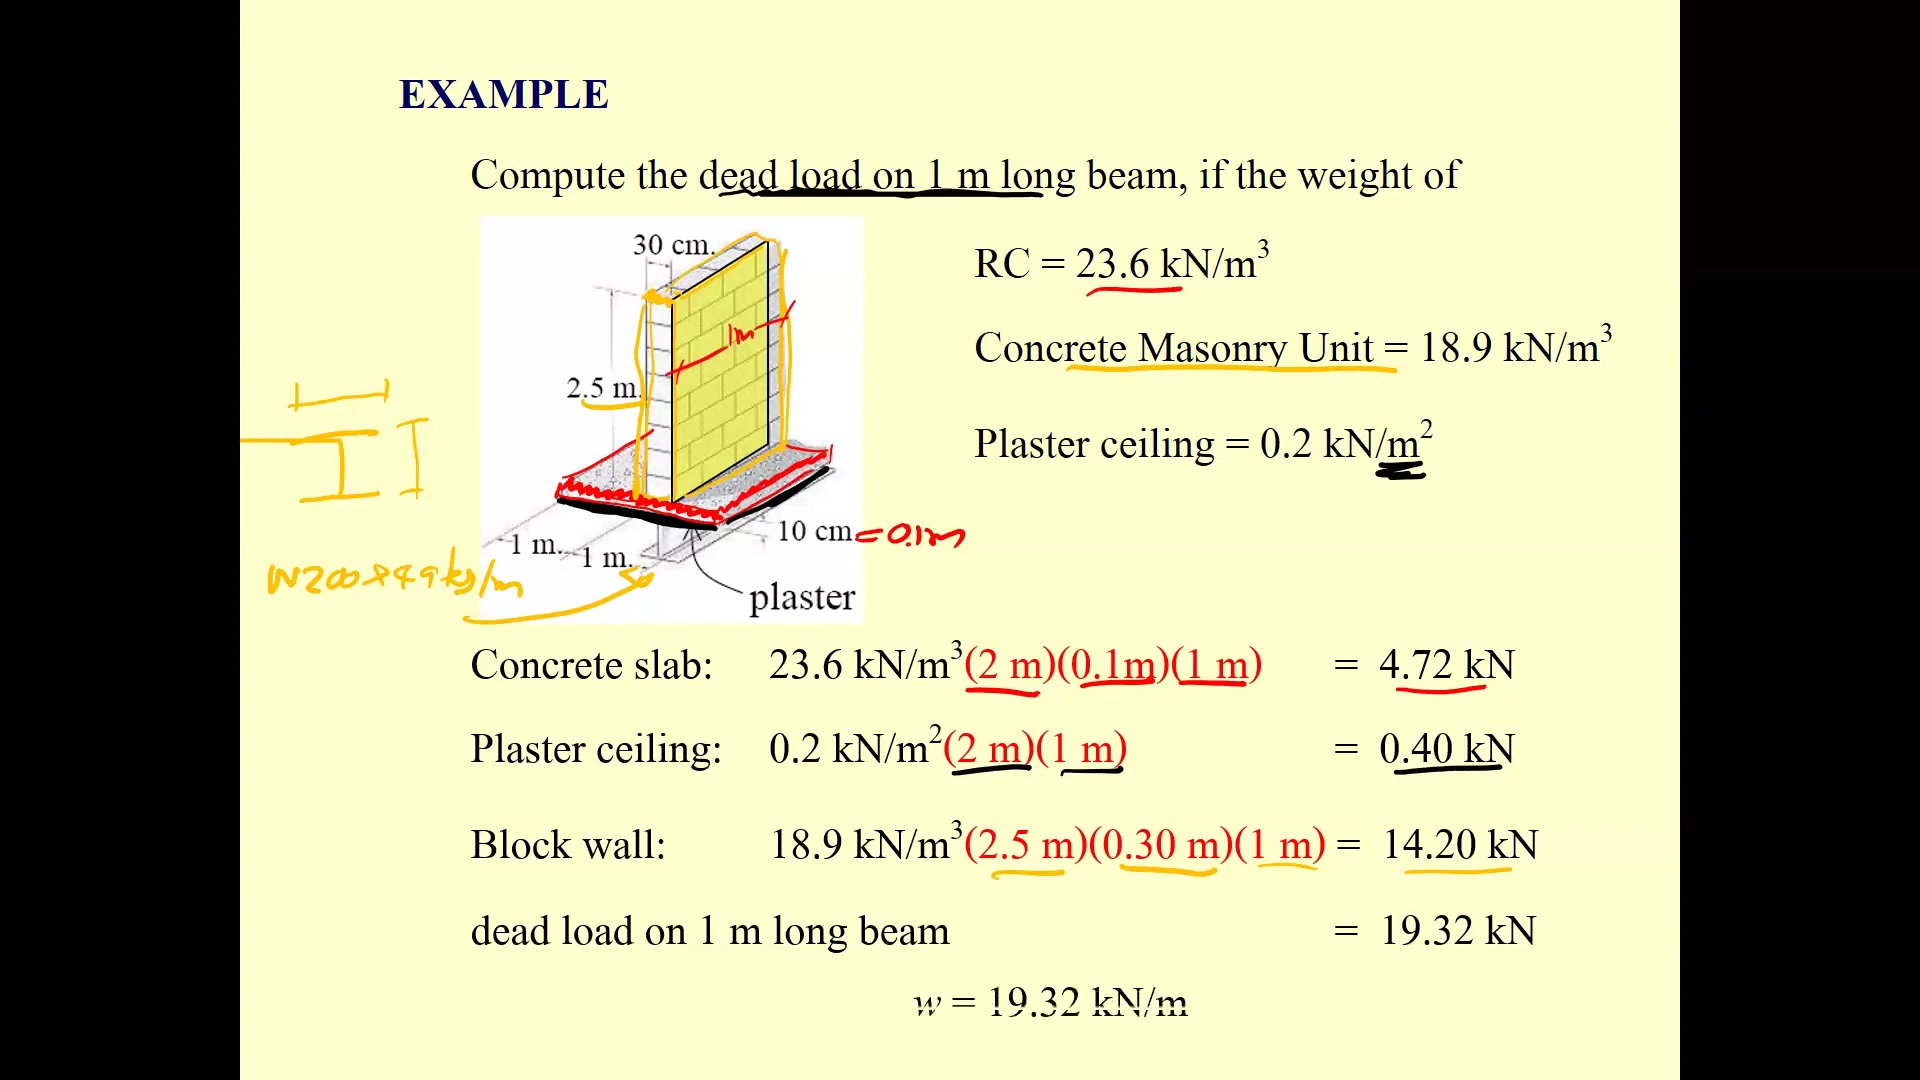 EXAMPLE
Compute the dead load on 1 m long beam, if the weight of
30 cm.
RC = 23.6 kN/m³
1m
Concrete Masonry Unit = 18.9 kN/m³
2.5 m.
Plaster ceiling = 0.2 kN/m²
10 cm = 0.1m
1 m. 1 m.
W200×49 kg/m
plaster
Concrete slab: 23.6 kN/m³(2 m)(0.1m)(1 m) = 4.72 kN
Plaster ceiling: 0.2 kN/m²(2 m)(1 m) = 0.40 kN
Block wall: 18.9 kN/m³(2.5 m)(0.30 m)(1 m) = 14.20 kN
dead load on 1 m long beam = 19.32 kN
w = 19.32 kN/m